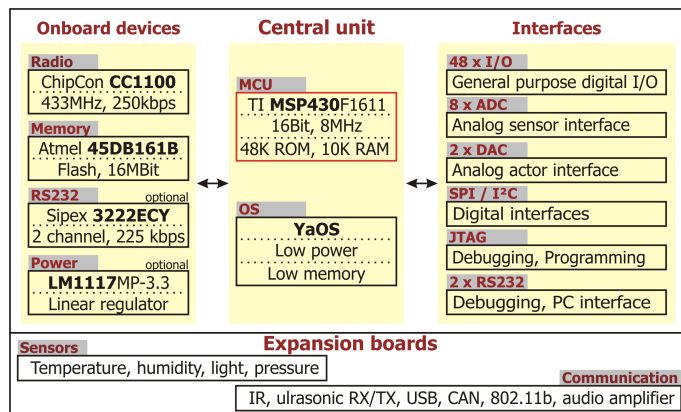 Onboard devices
Radio
ChipCon CC1100
433MHz, 250kbps
Memory
Atmel 45DB161B
Flash, 16MBit
RS232 optional
Sipex 3222ECY
2 channel, 225 kbps
Power optional
LM1117MP-3.3
Linear regulator
Central unit
MCU
TI MSP430F1611
16Bit, 8MHz
48K ROM, 10K RAM
OS
YaOS
Low power
Low memory
Interfaces
48 x I/O
General purpose digital I/O
8 x ADC
Analog sensor interface
2 x DAC
Analog actor interface
SPI / I²C
Digital interfaces
JTAG
Debugging, Programming
2 x RS232
Debugging, PC interface
Expansion boards
Sensors
Temperature, humidity, light, pressure
Communication
IR, ulrasonic RX/TX, USB, CAN, 802.11b, audio amplifier